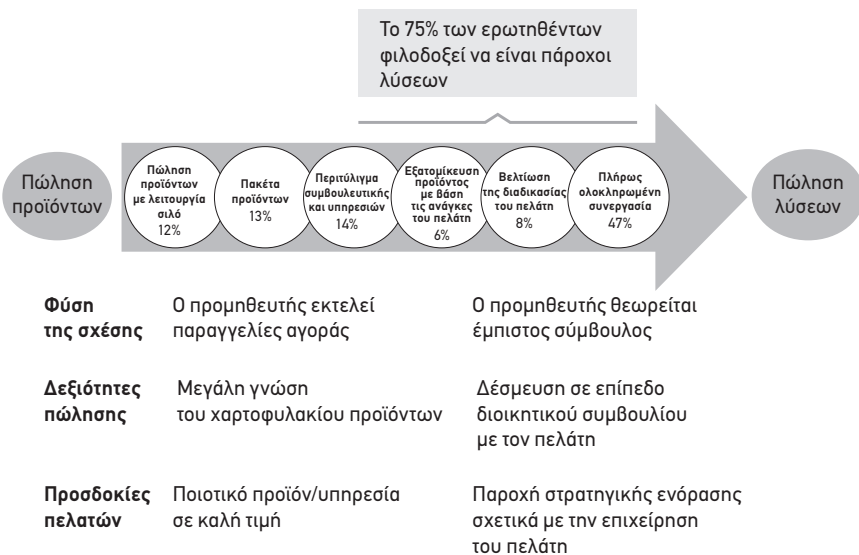 Το 75% των ερωτηθέντων
φιλοδοξεί να είναι πάροχοι
λύσεων
Πώληση
προϊόντων
Πώληση
προϊόντων
με λειτουργία
σιλό
12%
Πακέτα
προϊόντων
13%
Περιτύλιγμα
συμβουλευτικής
και υπηρεσιών
14%
Εξατομίκευση
προϊόντος
με βάση
τις ανάγκες
του πελάτη
6%
Βελτίωση
της διαδικασίας
του πελάτη
8%
Πλήρως
ολοκληρωμένη
συνεργασία
47%
Πώληση
λύσεων
Φύση
της σχέσης
Ο προμηθευτής εκτελεί
παραγγελίες αγοράς
Ο προμηθευτής θεωρείται
έμπιστος σύμβουλος
Δεξιότητες
πώλησης
Μεγάλη γνώση
του χαρτοφυλακίου προϊόντων
Δέσμευση σε επίπεδο
διοικητικού συμβουλίου
με τον πελάτη
Προσδοκίες
πελατών
Ποιοτικό προϊόν/υπηρεσία
σε καλή τιμή
Παροχή στρατηγικής ενόρασης
σχετικά με την επιχείρηση
του πελάτη